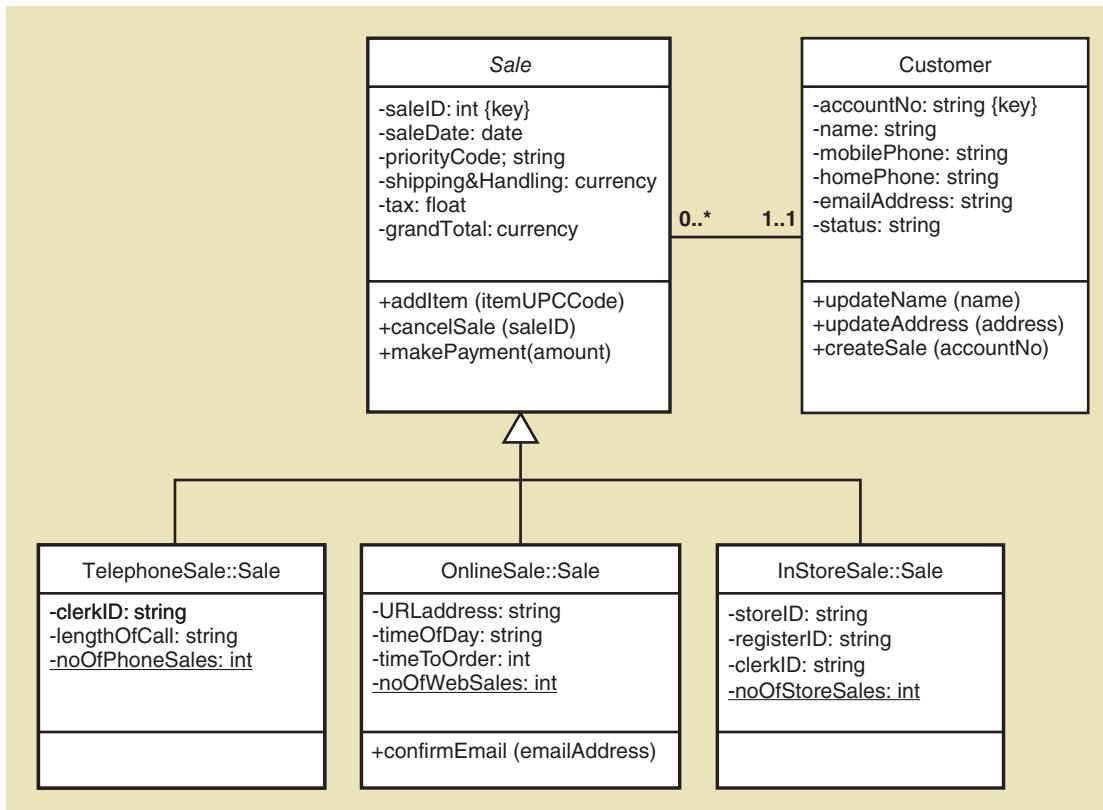 Sale
-saleID: int {key}
-saleDate: date
-priorityCode; string
-shipping&Handling: currency
-tax: float
-grandTotal: currency
+addItem (itemUPCCode)
+cancelSale (saleID)
+makePayment(amount)
0..*
1..1
Customer
-accountNo: string {key}
-name: string
-mobilePhone: string
-homePhone: string
-emailAddress: string
-status: string
+updateName (name)
+updateAddress (address)
+createSale (accountNo)
TelephoneSale::Sale
-clerkID: string
-lengthOfCall: string
-noOfPhoneSales: int
OnlineSale::Sale
-URLaddress: string
-timeOfDay: string
-timeToOrder: int
-noOfWebSales: int
+confirmEmail (emailAddress)
InStoreSale::Sale
-storeID: string
-registerID: string
-clerkID: string
-noOfStoreSales: int